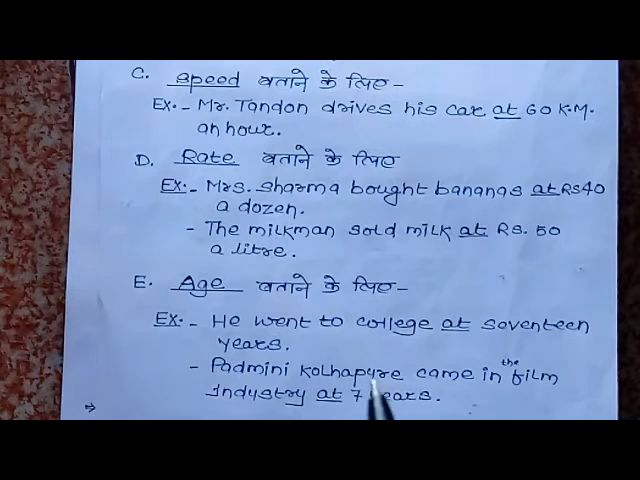 C. speed बताने के लिए -
Ex. - Mr. Tandon drives his car at 60 K.M.
an hour.
D. Rate बताने के लिए
Ex. - Mrs. Sharma bought bananas at Rs 40
a dozen.
- The milkman sold milk at Rs. 50
a litre.
E. Age बताने के लिए -
Ex. - He went to college at seventeen
years.
- Padmini Kolhapure came in the film
Industry at 7 years.
⇒